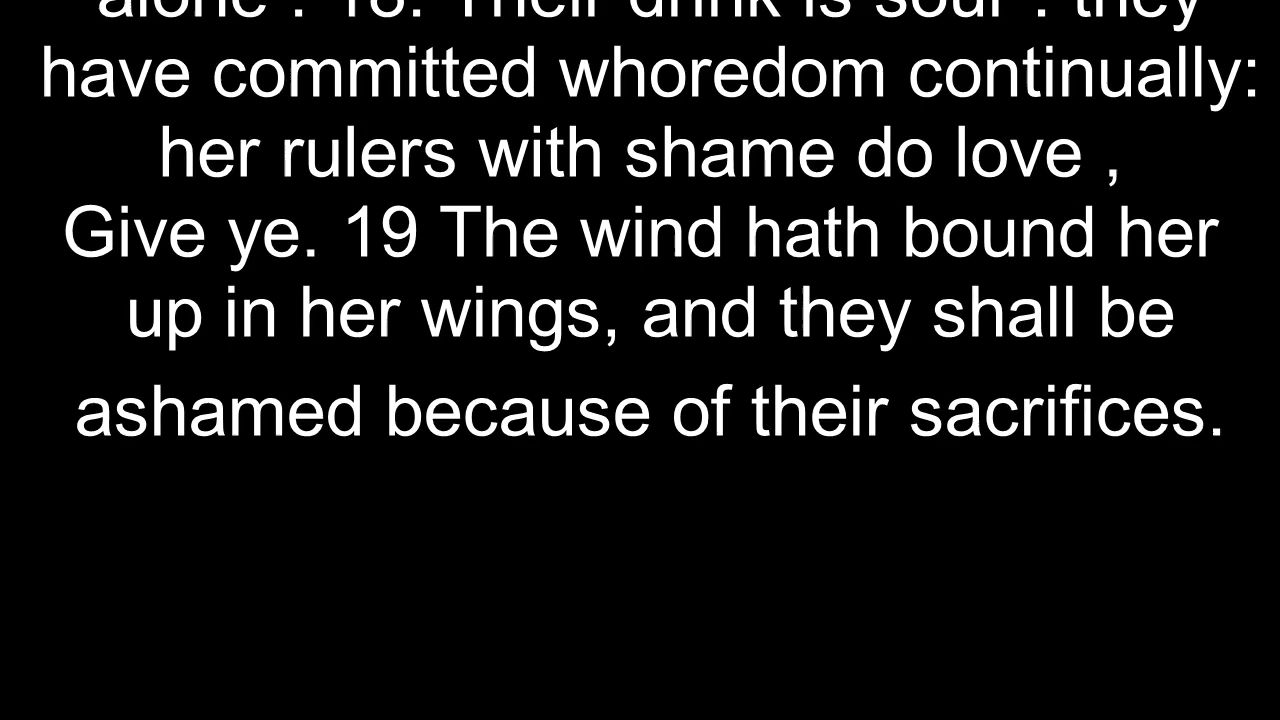 alone . 18. Their drink is sour : they
have committed whoredom continually:
her rulers with shame do love ,
Give ye. 19 The wind hath bound her
up in her wings, and they shall be
ashamed because of their sacrifices.